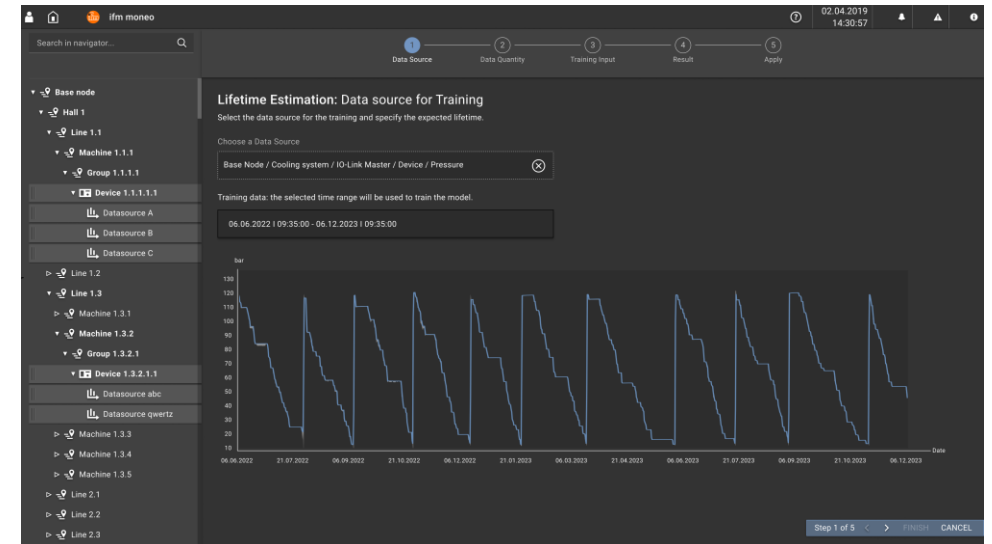 ifm moneo
02.04.2019
14:30:57
Search in navigator...
1 2 3 4 5
Data Source Data Quantity Training Input Result Apply
Base node
Hall 1
Line 1.1
Machine 1.1.1
Group 1.1.1.1
Device 1.1.1.1.1
Datasource A
Datasource B
Datasource C
Line 1.2
Line 1.3
Machine 1.3.1
Machine 1.3.2
Group 1.3.2.1
Device 1.3.2.1.1
Datasource abc
Datasource qwertz
Machine 1.3.3
Machine 1.3.4
Machine 1.3.5
Line 2.1
Line 2.2
Line 2.3
Lifetime Estimation: Data source for Training
Select the data source for the training and specify the expected lifetime.
Choose a Data Source
Base Node / Cooling system / IO-Link Master / Device / Pressure
Training data: the selected time range will be used to train the model.
06.06.2022 I 09:35:00 - 06.12.2023 I 09:35:00
bar
130
120
110
100
90
80
70
60
50
40
30
20
10
Date
06.06.2022 21.07.2022 06.09.2022 21.10.2022 06.12.2022 21.01.2023 06.03.2023 21.04.2023 06.06.2023 21.07.2023 06.09.2023 21.10.2023 06.12.2023
Step 1 of 5 < > FINISH CANCEL